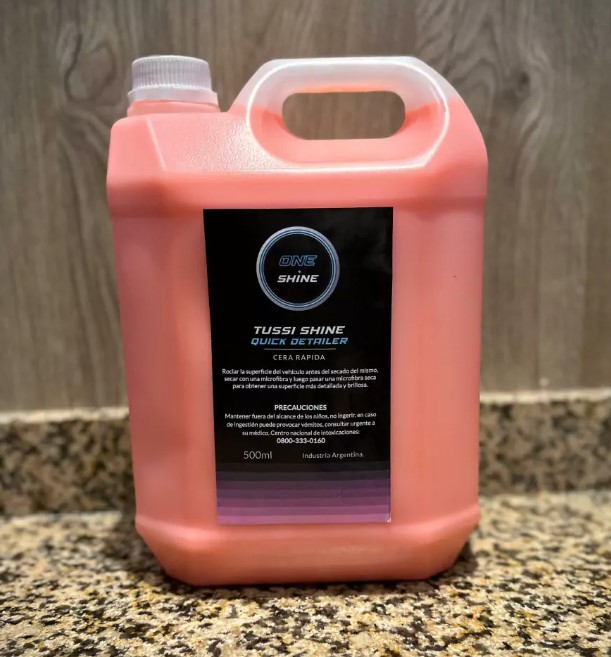 ONE
SHINE
TUSSI SHINE
QUICK DETAILER
CERA RÁPIDA
Rociar la superficie del vehículo antes del secado del mismo,
secar con una microfibra y luego pasar una microfibra seca
para obtener una superficie más detallada y brillosa.
PRECAUCIONES
Mantener fuera del alcance de los niños, no ingerir, en caso
de ingestión puede provocar vómitos, consultar urgente a
su médico. Centro nacional de intoxicaciones:
0800-333-0160
500ml Industria Argentina.